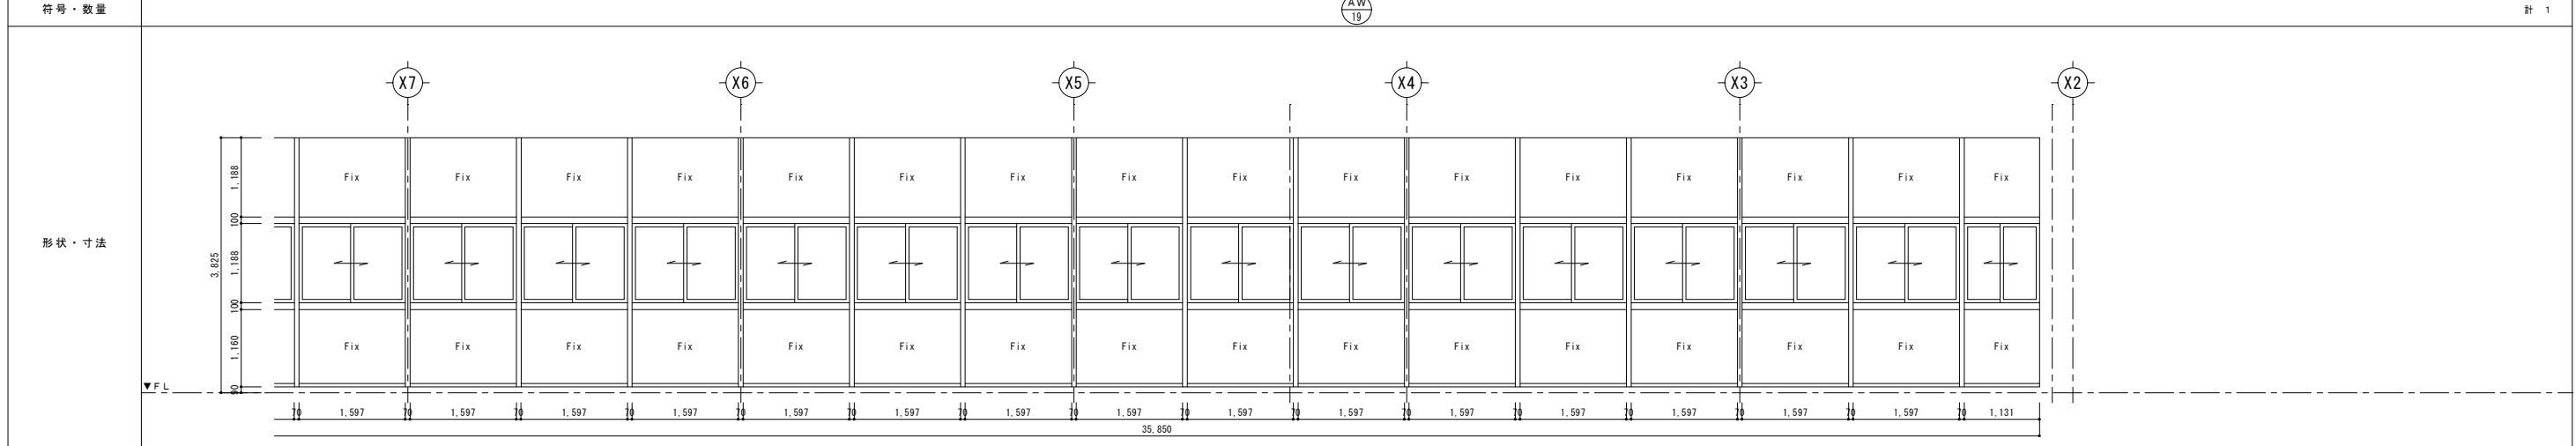 符号・数量
AW
19
計 1
X7 X6 X5 X4 X3 X2
形状・寸法
3,825
1,188
100
1,188
100
1,160
90
Fix Fix Fix Fix Fix Fix Fix Fix Fix Fix Fix Fix Fix Fix Fix Fix
Fix Fix Fix Fix Fix Fix Fix Fix Fix Fix Fix Fix Fix Fix Fix Fix
▼FL
70 1,597 70 1,597 70 1,597 70 1,597 70 1,597 70 1,597 70 1,597 70 1,597 70 1,597 70 1,597 70 1,597 70 1,597 70 1,597 70 1,597 70 1,597 70 1,131
35,850